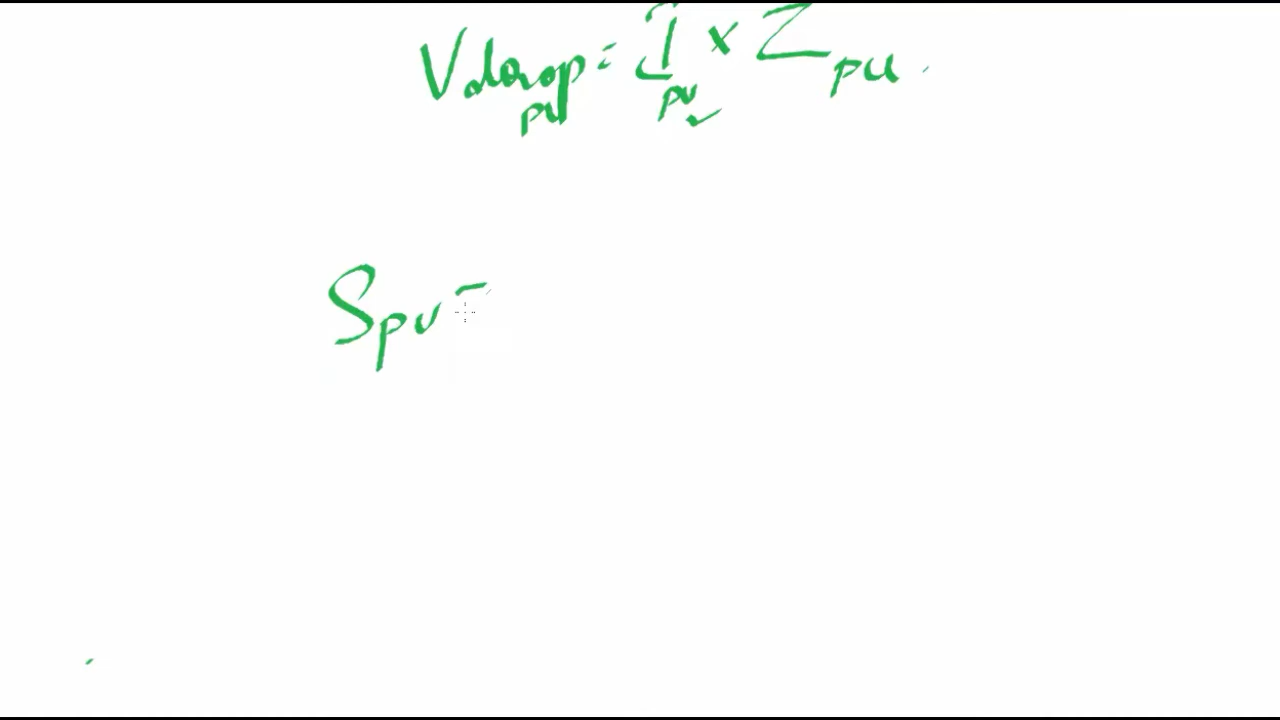 Vdrop pu = I pu × Z pu.
Spu =